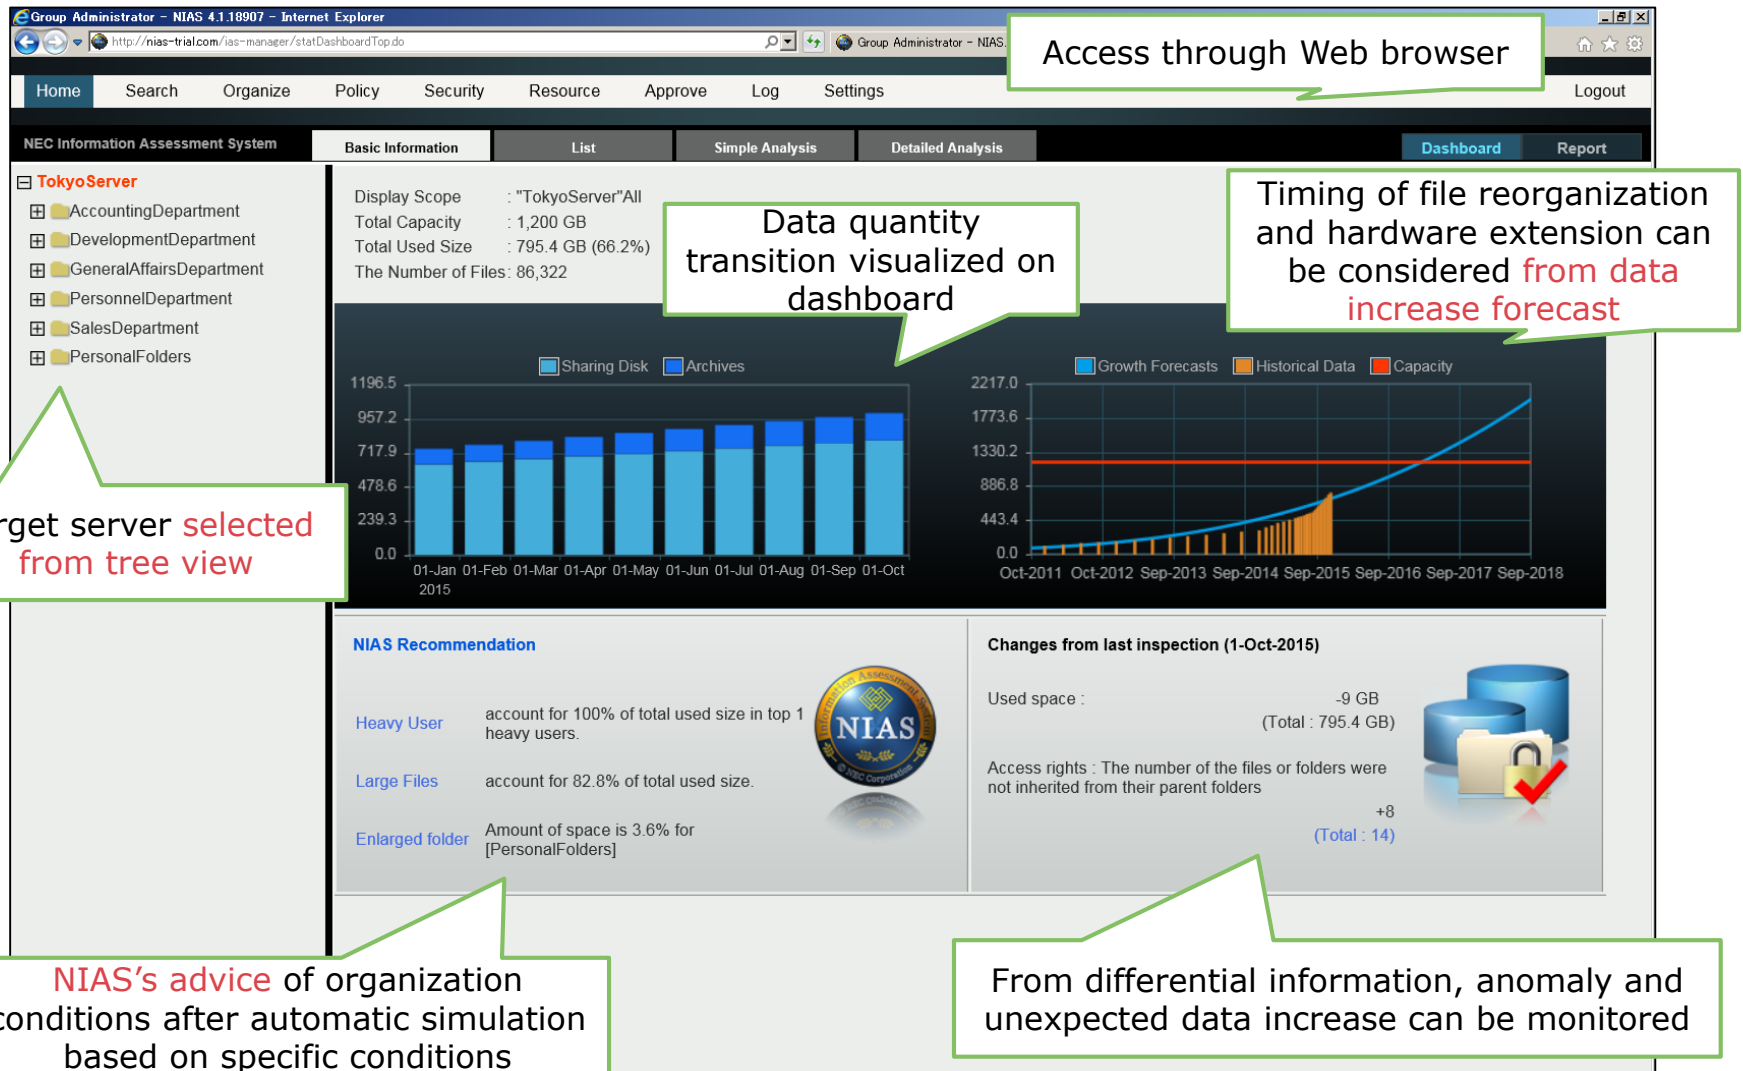 Group Administrator - NIAS 4.1.18907 - Internet Explorer
http://nias-trial.com/ias-manager/statDashboardTop.do
Group Administrator - NIAS.
Access through Web browser
Home Search Organize Policy Security Resource Approve Log Settings Logout
NEC Information Assessment System
Basic Information List Simple Analysis Detailed Analysis Dashboard Report
TokyoServer
AccountingDepartment
DevelopmentDepartment
GeneralAffairsDepartment
PersonnelDepartment
SalesDepartment
PersonalFolders
Display Scope : "TokyoServer"All
Total Capacity : 1,200 GB
Total Used Size : 795.4 GB (66.2%)
The Number of Files: 86,322
Data quantity
transition visualized on
dashboard
Timing of file reorganization
and hardware extension can
be considered from data
increase forecast
Sharing Disk Archives
1196.5
957.2
717.9
478.6
239.3
0.0
01-Jan 01-Feb 01-Mar 01-Apr 01-May 01-Jun 01-Jul 01-Aug 01-Sep 01-Oct
2015
Growth Forecasts Historical Data Capacity
2217.0
1773.6
1330.2
886.8
443.4
0.0
Oct-2011 Oct-2012 Sep-2013 Sep-2014 Sep-2015 Sep-2016 Sep-2017 Sep-2018
rget server selected
from tree view
NIAS Recommendation
Heavy User account for 100% of total used size in top 1
heavy users.
Large Files account for 82.8% of total used size.
Enlarged folder Amount of space is 3.6% for
[PersonalFolders]
Information Assessment System
NIAS
© NEC Corporation
Changes from last inspection (1-Oct-2015)
Used space : -9 GB
(Total : 795.4 GB)
Access rights : The number of the files or folders were
not inherited from their parent folders
+8
(Total : 14)
NIAS’s advice of organization
conditions after automatic simulation
based on specific conditions
From differential information, anomaly and
unexpected data increase can be monitored